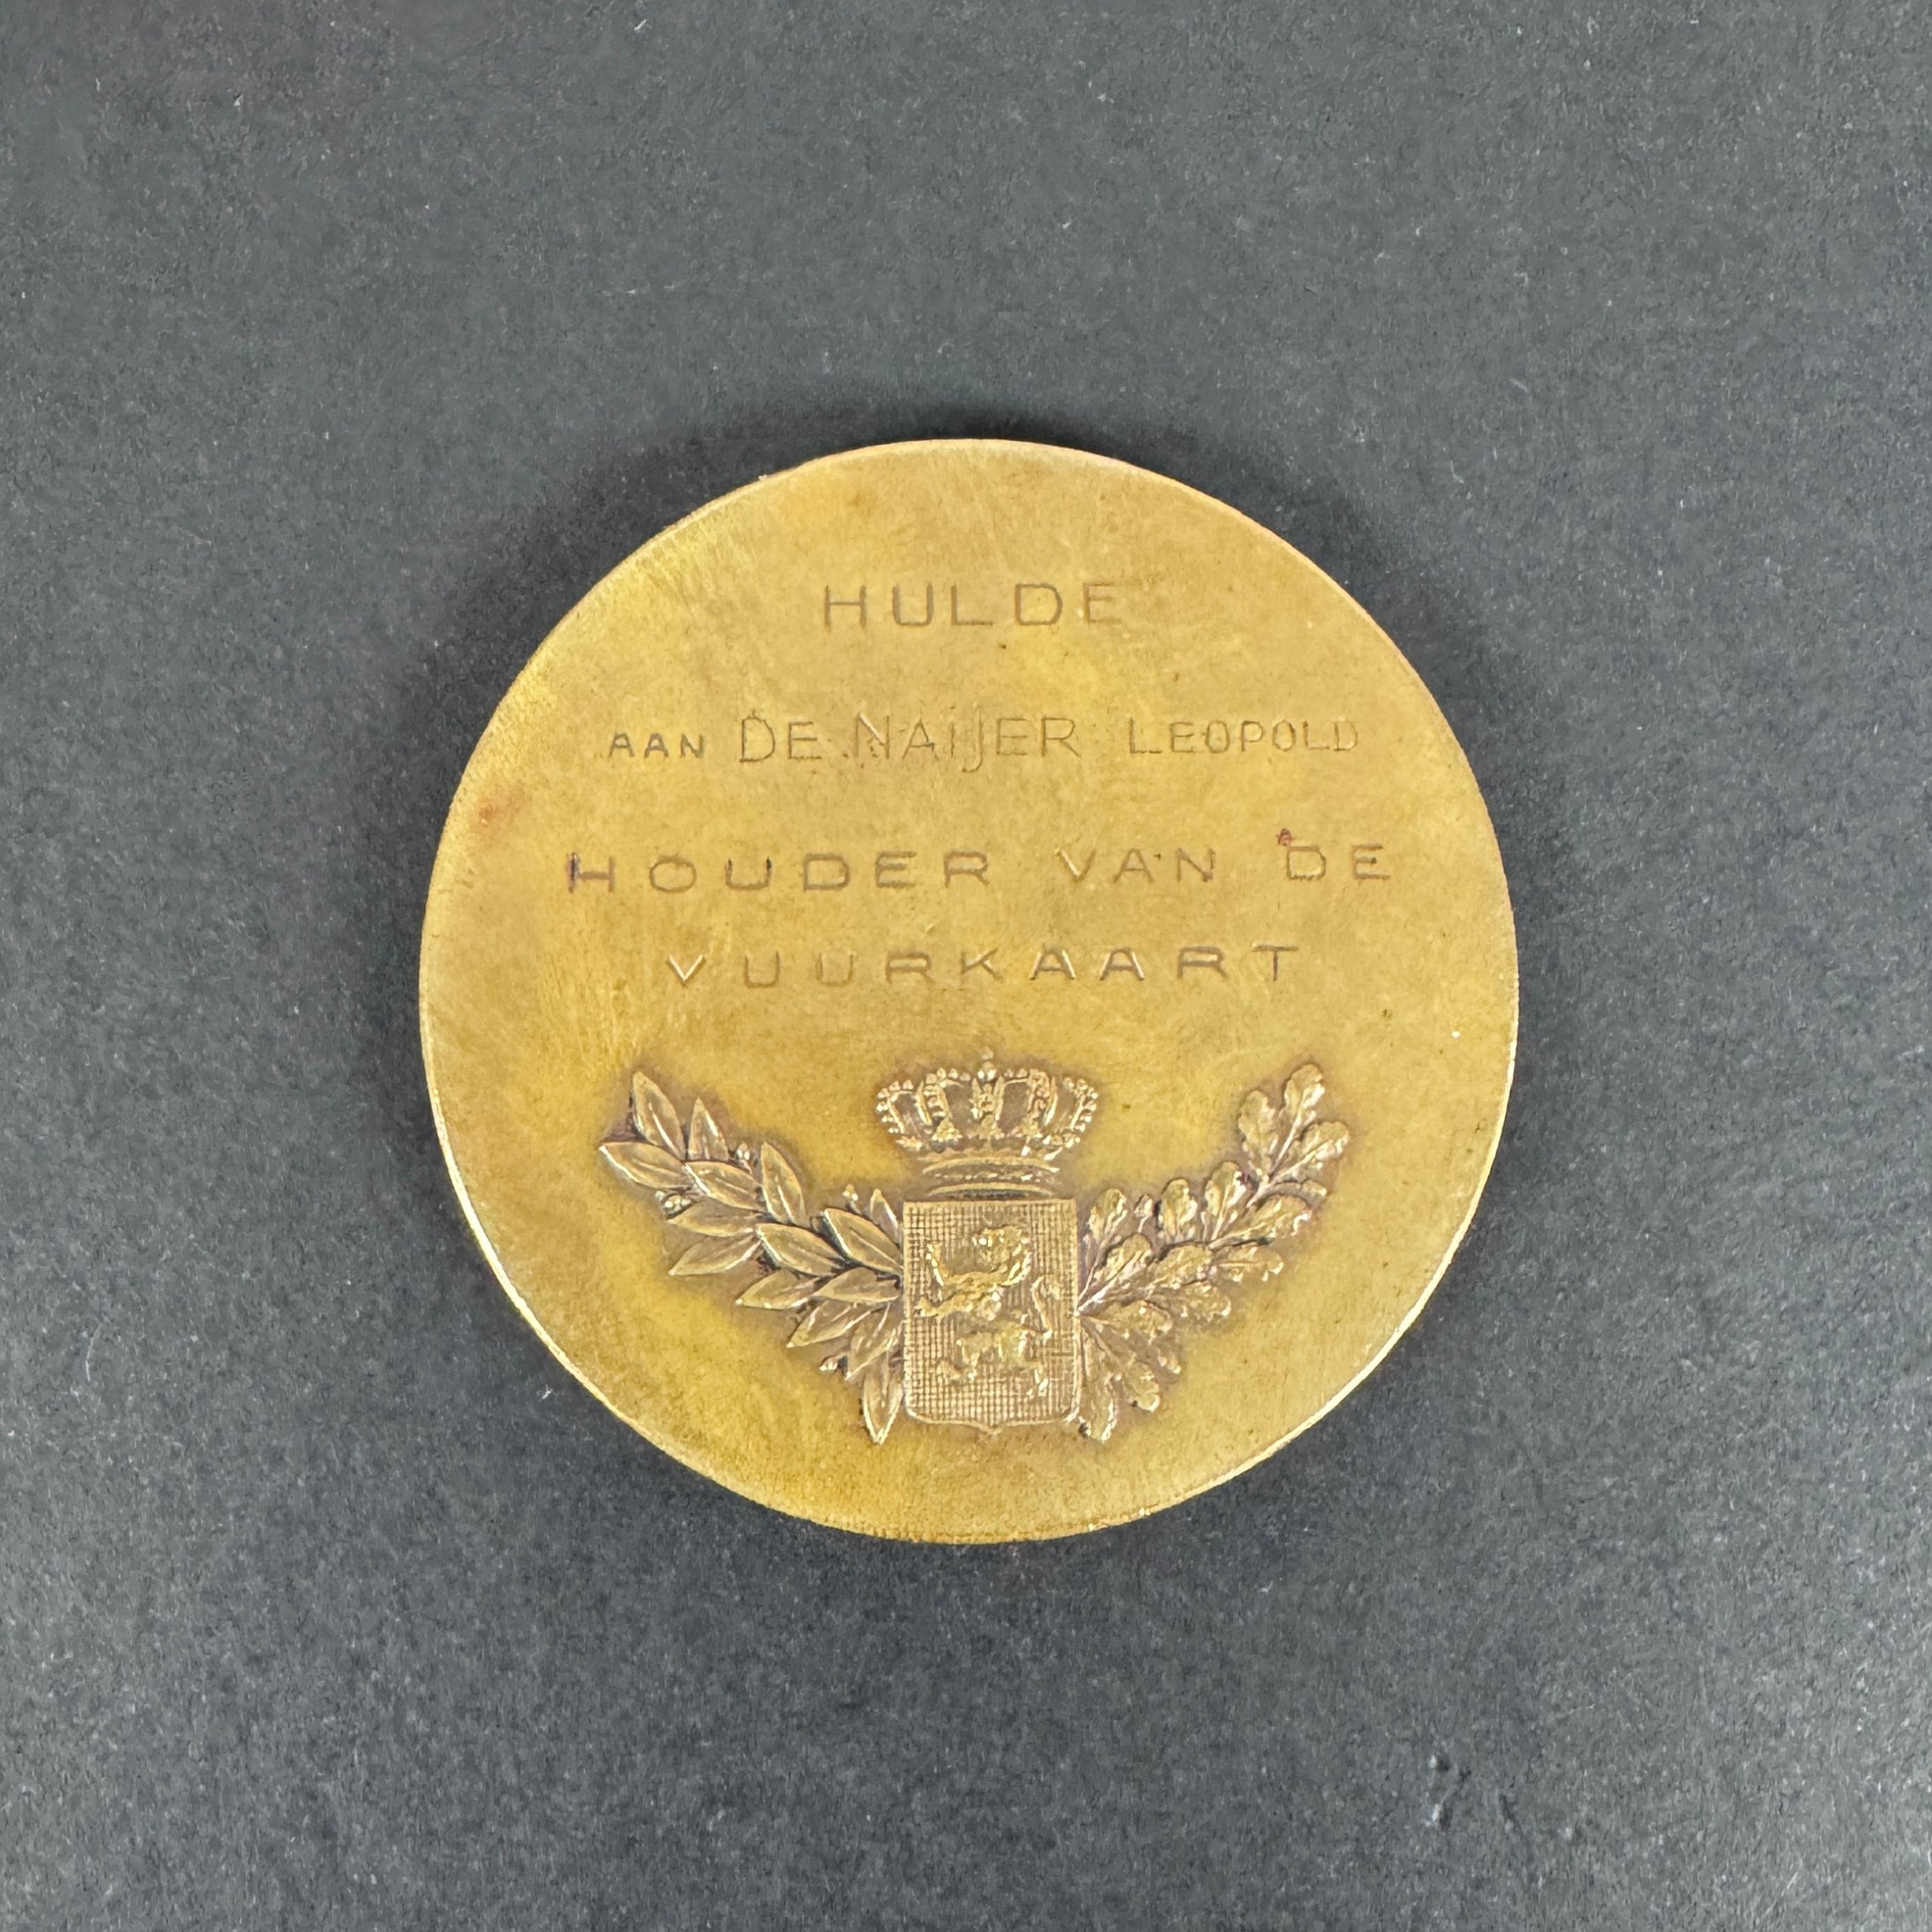 HULDE
AAN DE NAIJER LEOPOLD
HOUDER VAN DE
VUURKAART